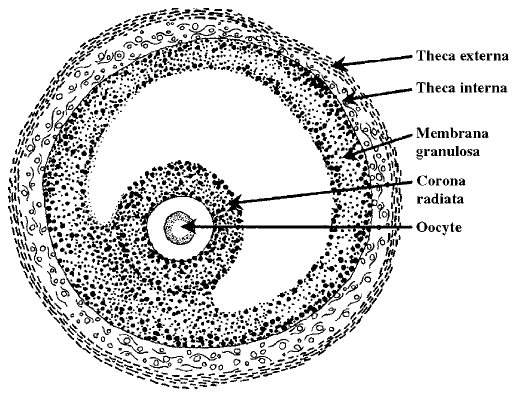 Theca externa
Theca interna
Membrana
granulosa
Corona
radiata
Oocyte